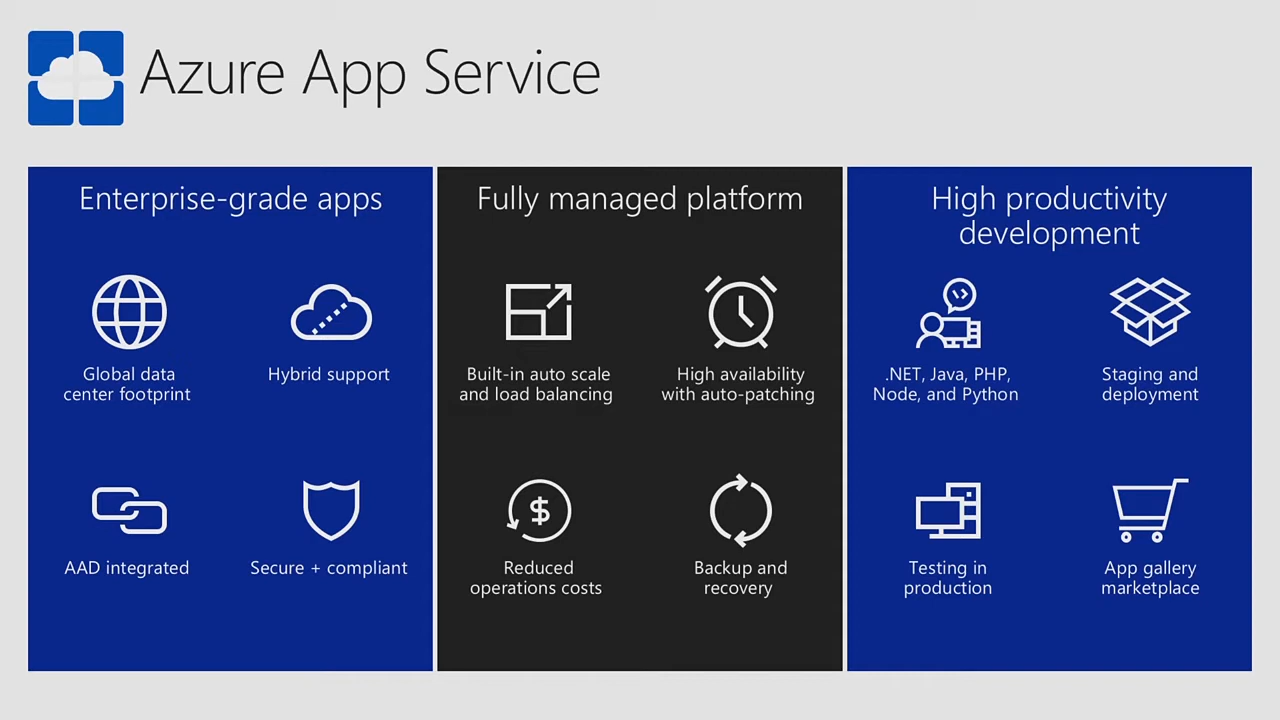 Azure App Service
Enterprise-grade apps
Global data
center footprint
Hybrid support
AAD integrated
Secure + compliant
Fully managed platform
Built-in auto scale
and load balancing
High availability
with auto-patching
$
Reduced
operations costs
Backup and
recovery
High productivity
development
.NET, Java, PHP,
Node, and Python
Staging and
deployment
Testing in
production
App gallery
marketplace